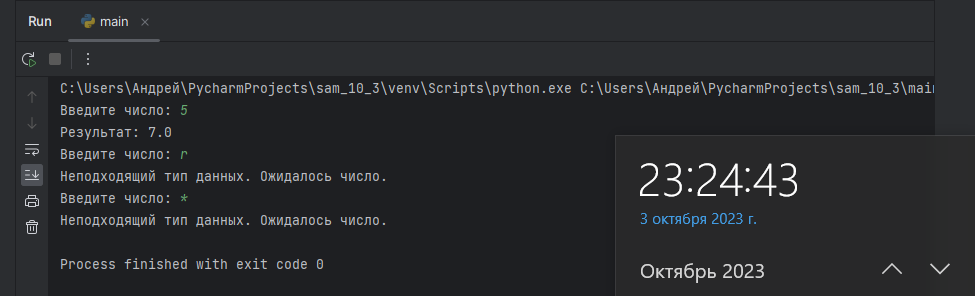 Run main
C:\Users\Андрей\PycharmProjects\sam_10_3\venv\Scripts\python.exe C:\Users\Андрей\PycharmProjects\sam_10_3\mai
Введите число: 5
Результат: 7.0
Введите число: r
Неподходящий тип данных. Ожидалось число.
Введите число: *
Неподходящий тип данных. Ожидалось число.
Process finished with exit code 0
23:24:43
3 октября 2023 г.
Октябрь 2023